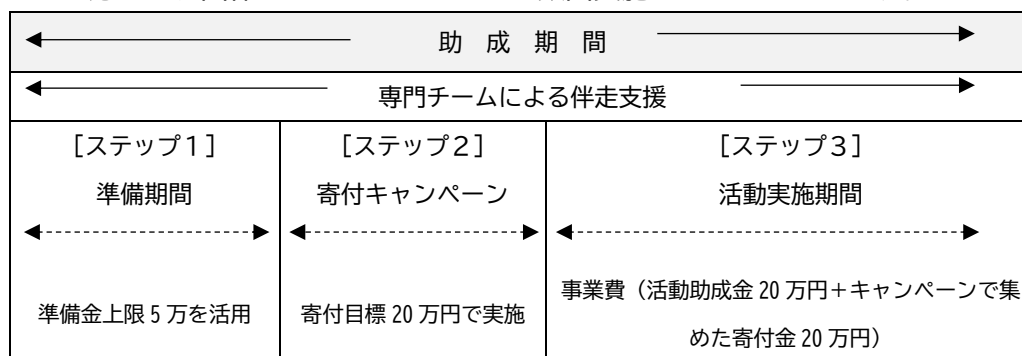 助 成 期 間
専門チームによる伴走支援
［ステップ１］
準備期間
準備金上限 5 万を活用
［ステップ２］
寄付キャンペーン
寄付目標 20 万円で実施
［ステップ３］
活動実施期間
事業費（活動助成金 20 万円＋キャンペーンで集
めた寄付金 20 万円）